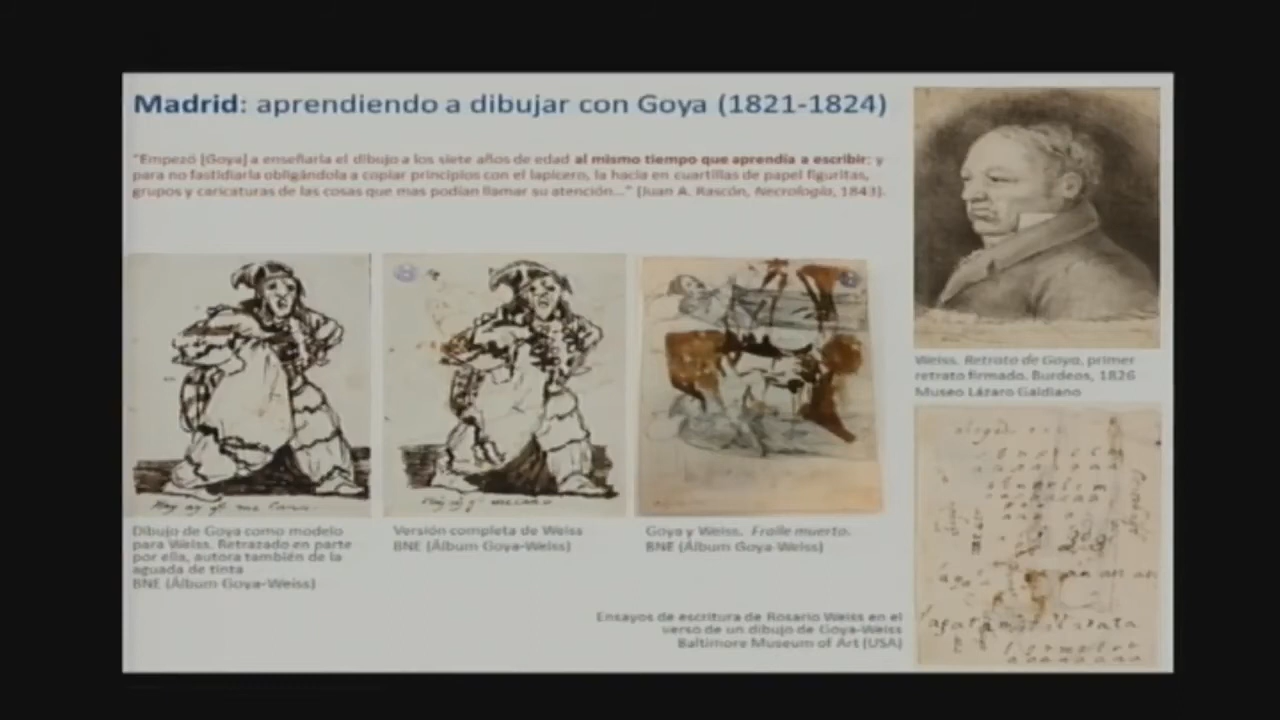 Madrid: aprendiendo a dibujar con Goya (1821-1824)
"Empezó [Goya] a enseñarla el dibujo a los siete años de edad al mismo tiempo que aprendía a escribir; y
para no fastidiarla obligándola a copiar principios con el lapicero, la hacía en cuartillas de papel figuritas,
grupos y caricaturas de las cosas que mas podían llamar su atención..." (Juan A. Rascón, Necrología, 1843).
Weiss. Retrato de Goya, primer
retrato firmado. Burdeos, 1826
Museo Lázaro Galdiano
Dibujo de Goya como modelo
para Weiss. Retrazado en parte
por ella, autora también de la
aguada de tinta
BNE (Álbum Goya-Weiss)
Versión completa de Weiss
BNE (Álbum Goya-Weiss)
Goya y Weiss. Fraile muerto.
BNE (Álbum Goya-Weiss)
Ensayos de escritura de Rosario Weiss en el
verso de un dibujo de Goya-Weiss
Baltimore Museum of Art (USA)